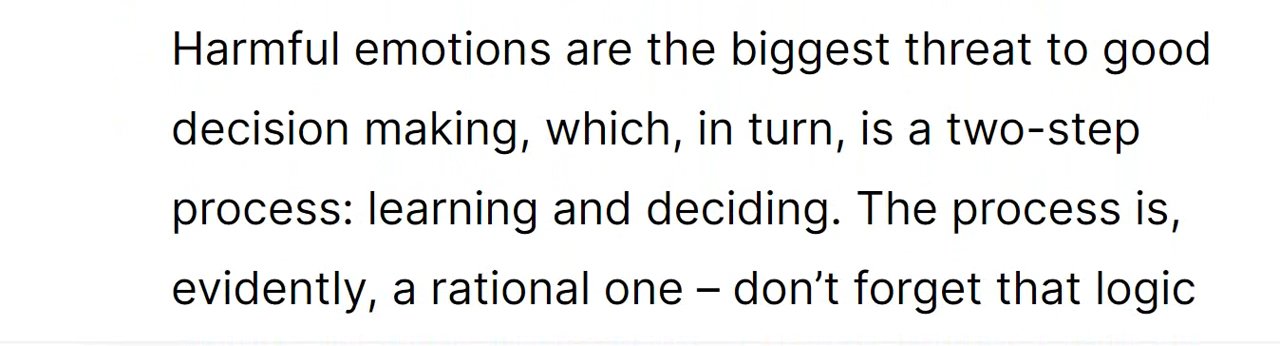 Harmful emotions are the biggest threat to good
decision making, which, in turn, is a two-step
process: learning and deciding. The process is,
evidently, a rational one – don’t forget that logic